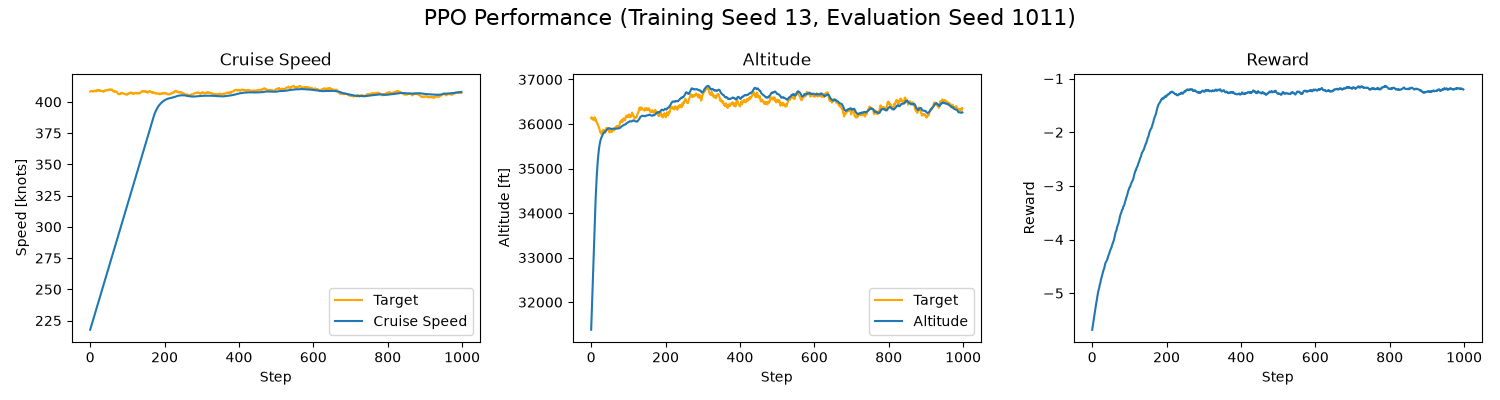 PPO Performance (Training Seed 13, Evaluation Seed 1011)
Cruise Speed
Speed [knots]
400
375
350
325
300
275
250
225
0 200 400 600 800 1000
Step
Target
Cruise Speed
Altitude
Altitude [ft]
37000
36000
35000
34000
33000
32000
0 200 400 600 800 1000
Step
Target
Altitude
Reward
Reward
−1
−2
−3
−4
−5
0 200 400 600 800 1000
Step